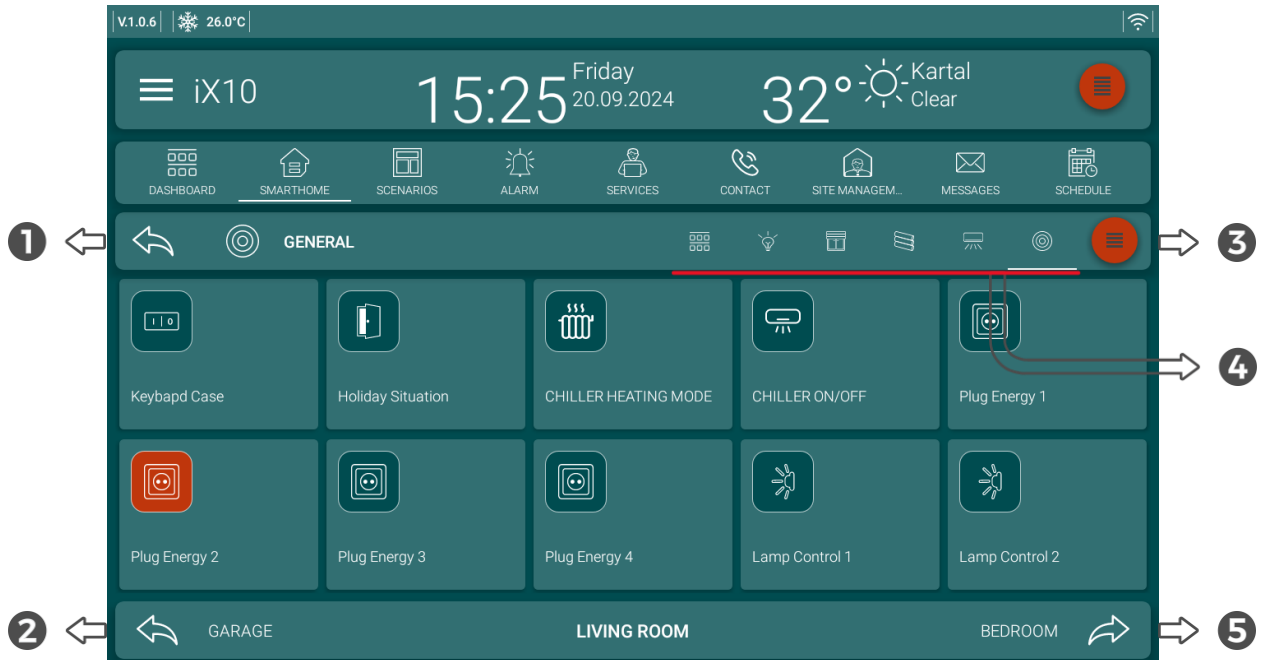 V.1.0.6 26.0°C
iX10 15:25 Friday 20.09.2024 32° Kartal Clear
DASHBOARD SMARTHOME SCENARIOS ALARM SERVICES CONTACT SITE MANAGEM... MESSAGES SCHEDULE
1 GENERAL 3
Keybapd Case Holiday Situation CHILLER HEATING MODE CHILLER ON/OFF Plug Energy 1
4
Plug Energy 2 Plug Energy 3 Plug Energy 4 Lamp Control 1 Lamp Control 2
2 GARAGE LIVING ROOM BEDROOM 5